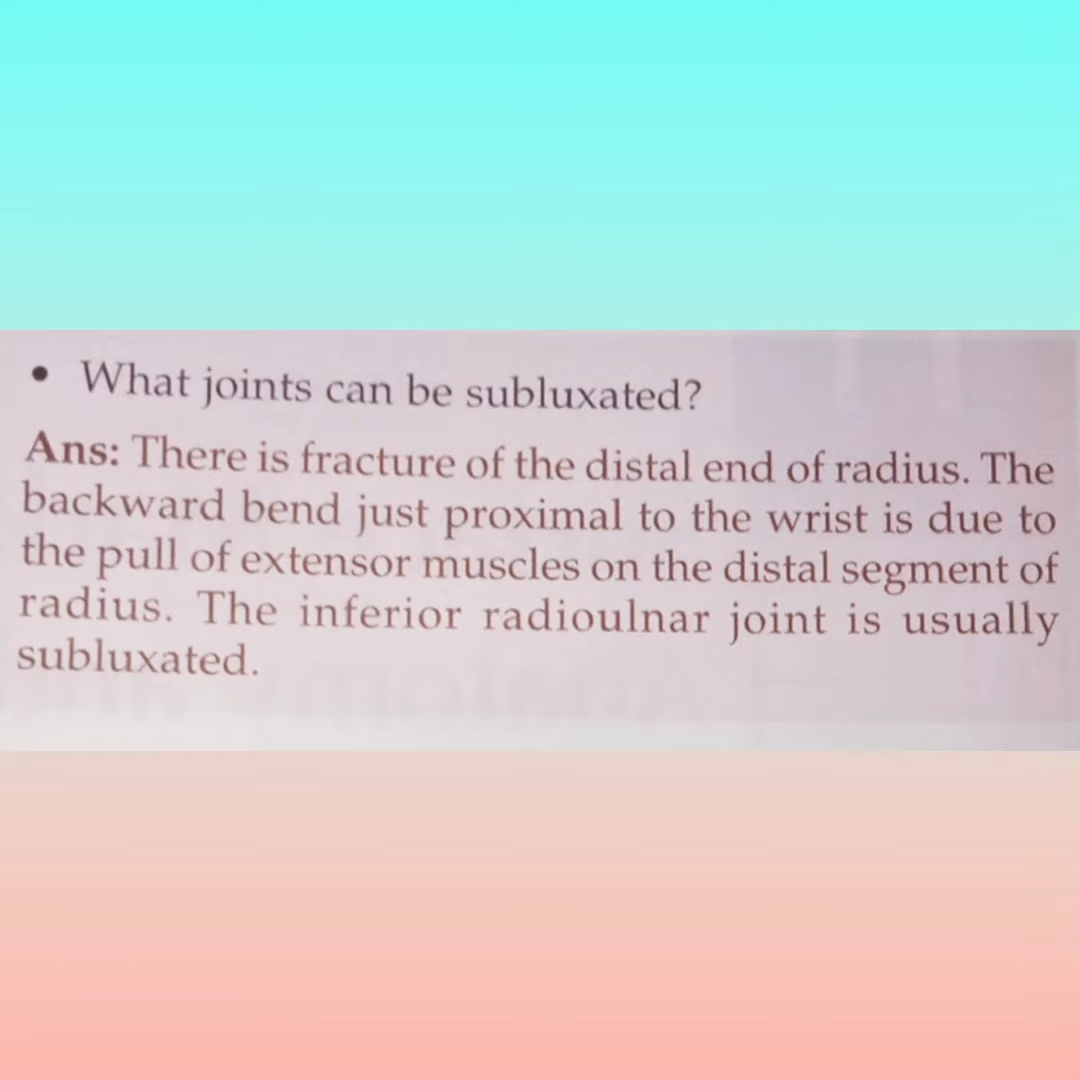 • What joints can be subluxated?
Ans: There is fracture of the distal end of radius. The
backward bend just proximal to the wrist is due to
the pull of extensor muscles on the distal segment of
radius. The inferior radioulnar joint is usually
subluxated.